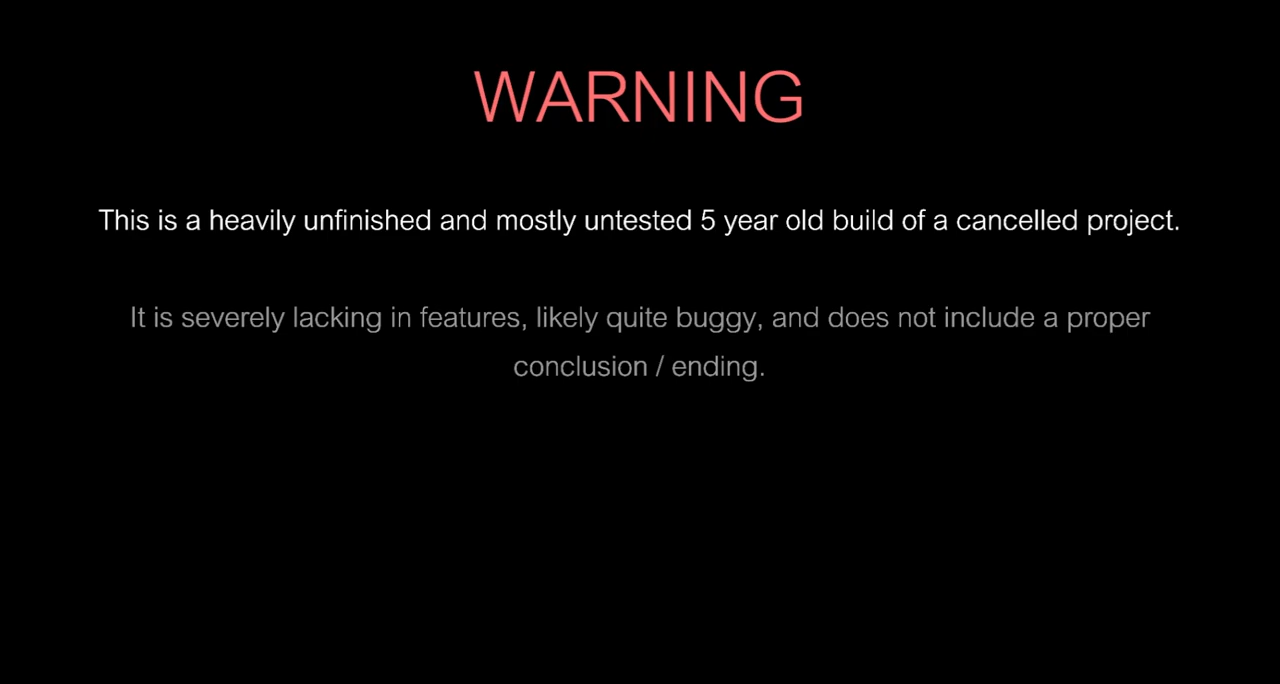 WARNING
This is a heavily unfinished and mostly untested 5 year old build of a cancelled project.
It is severely lacking in features, likely quite buggy, and does not include a proper
conclusion / ending.